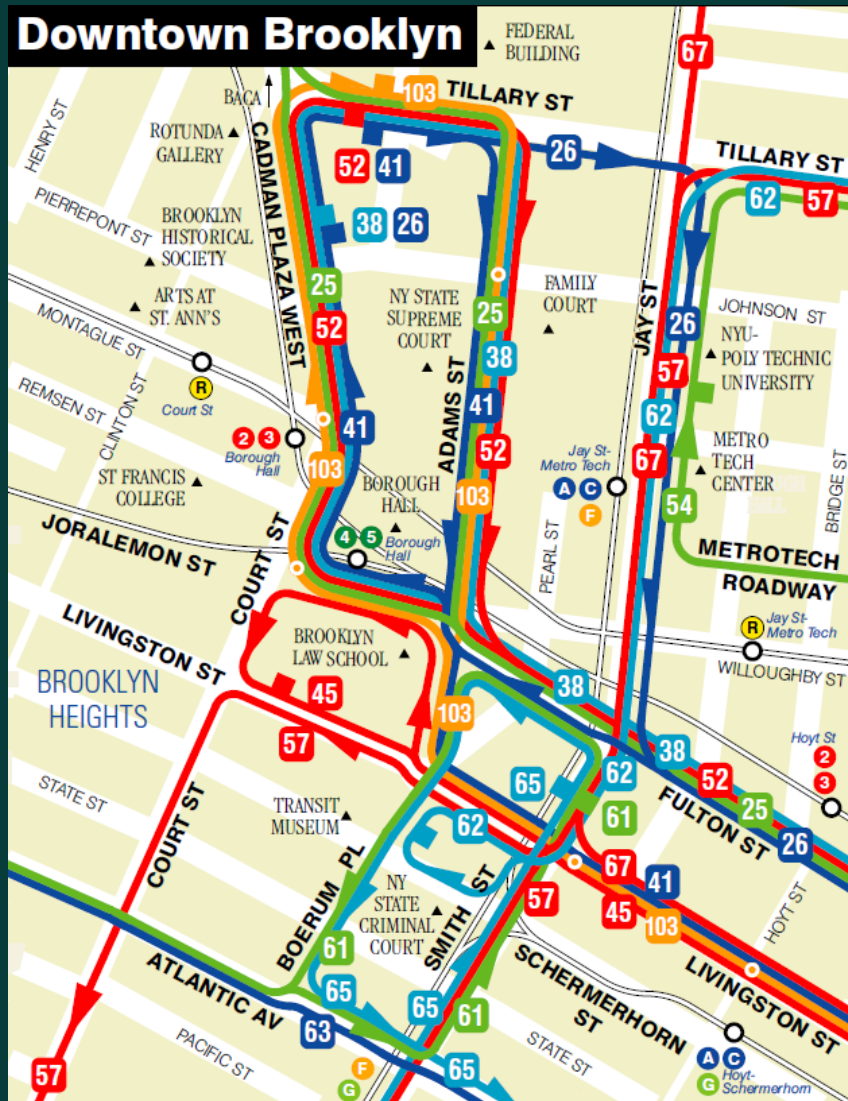 Downtown Brooklyn
FEDERAL
BUILDING
67
BACA
103
TILLARY ST
HENRY ST
ROTUNDA
GALLERY
CADMAN PLAZA WEST
52
41
26
TILLARY ST
62
57
PIERREPONT ST
BROOKLYN
HISTORICAL
SOCIETY
38
26
ARTS AT
ST. ANN'S
25
52
NY STATE
SUPREME
COURT
25
38
FAMILY
COURT
JAY ST
26
JOHNSON ST
NYU-
POLY TECHNIC
UNIVERSITY
MONTAGUE ST
R
Court St
57
REMSEN ST
CLINTON ST
2
3
Borough
Hall
41
ADAMS ST
41
52
62
67
Jay St-
Metro Tech
A
C
F
METRO
TECH
CENTER
BRIDGE ST
ST FRANCIS
COLLEGE
103
BOROUGH
HALL
103
54
JORALEMON ST
COURT ST
4
5
Borough
Hall
PEARL ST
METROTECH
ROADWAY
LIVINGSTON ST
BROOKLYN
LAW SCHOOL
R
Jay St-
Metro Tech
WILLOUGHBY ST
BROOKLYN
HEIGHTS
45
57
103
38
38
Hoyt St
2
3
STATE ST
COURT ST
TRANSIT
MUSEUM
65
62
62
61
52
25
26
FULTON ST
BOERUM PL
NY
STATE
CRIMINAL
COURT
SMITH ST
57
67
41
45
103
HOYT ST
61
65
65
61
LIVINGSTON ST
ATLANTIC AV
63
SCHERMERHORN
ST
PACIFIC ST
57
F
G
65
STATE ST
A
C
G
Hoyt-
Schermerhorn